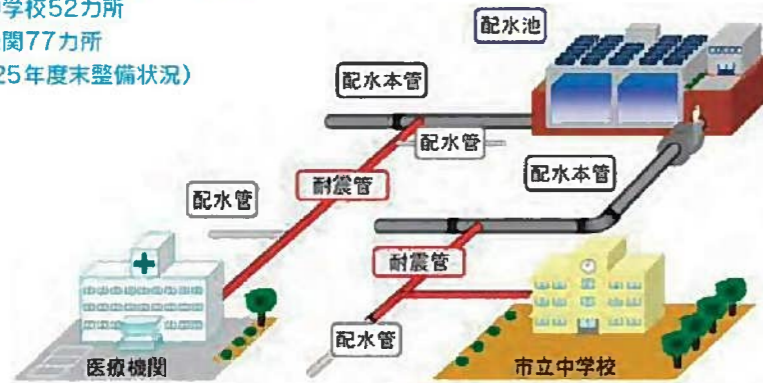 学校52カ所
関77カ所
25年度末整備状況)
配水池
配水本管
配水管
耐震管
配水本管
配水管
耐震管
配水管
医療機関
市立中学校